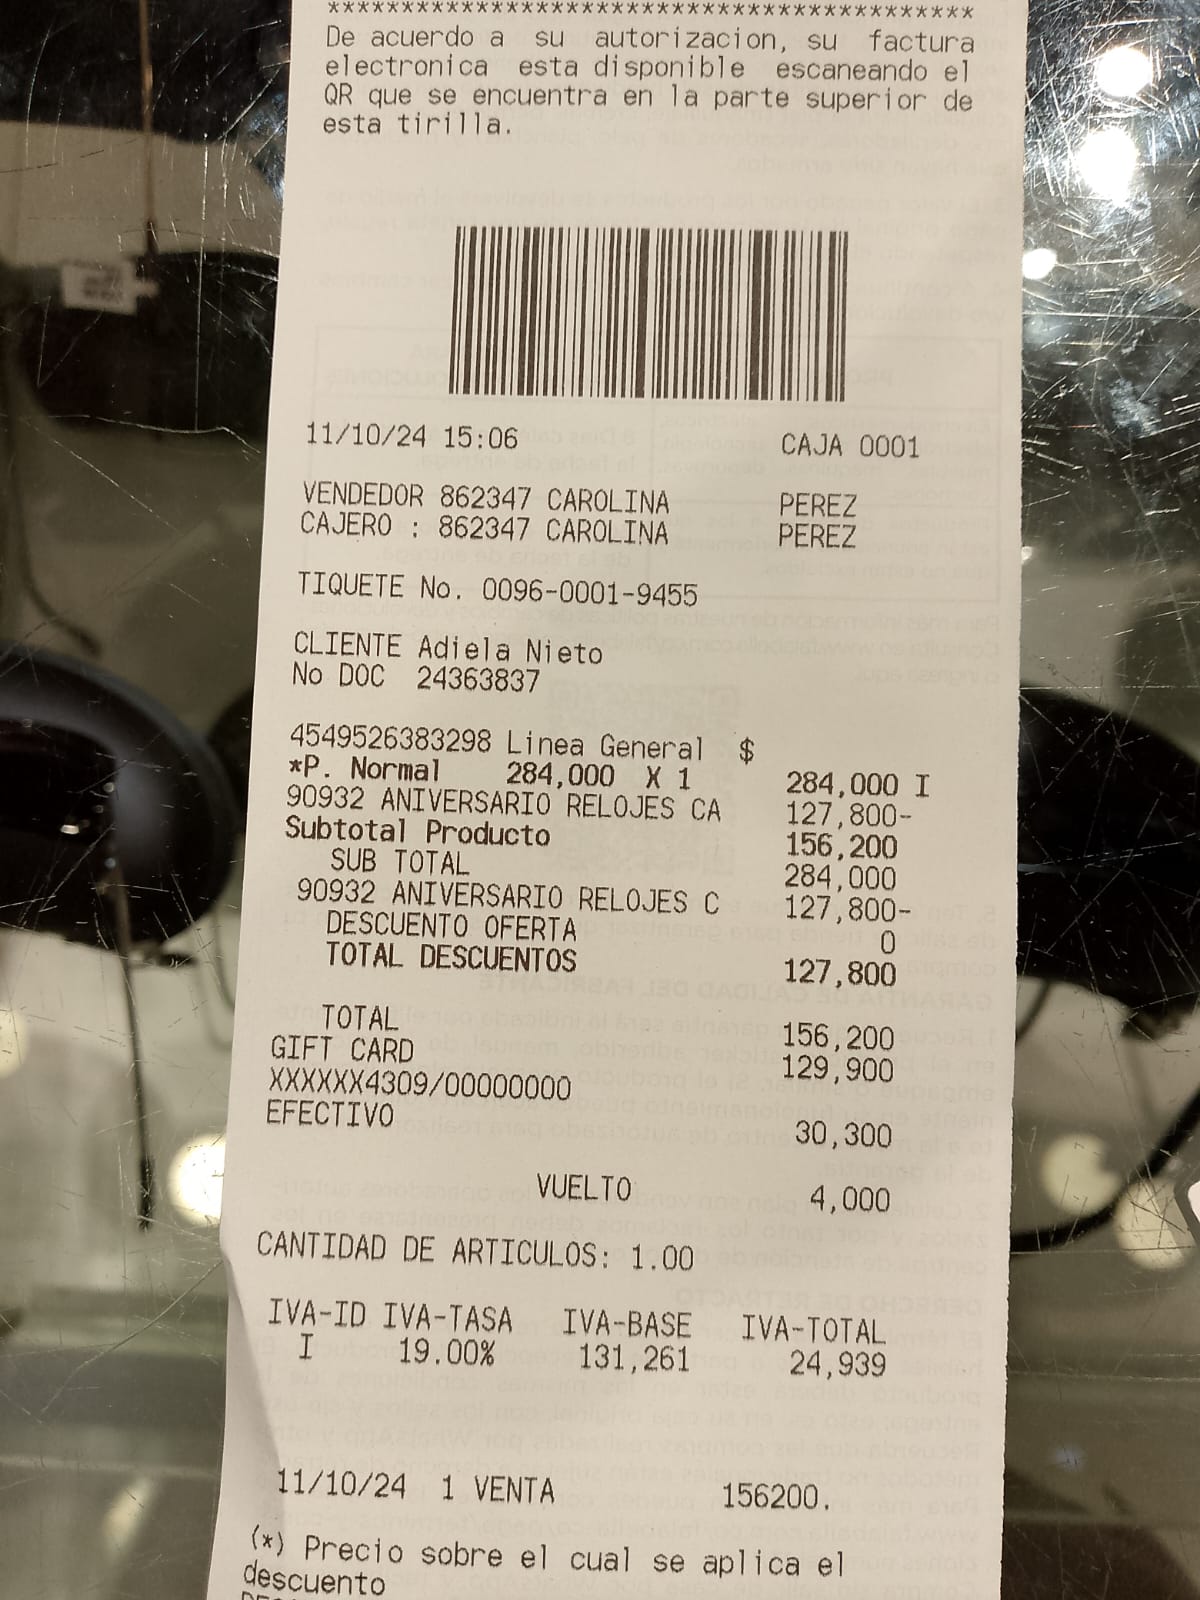 *******************************************
De acuerdo a su autorizacion, su factura
electronica esta disponible escaneando el
QR que se encuentra en la parte superior de
esta tirilla.
11/10/24 15:06 CAJA 0001
VENDEDOR 862347 CAROLINA PEREZ
CAJERO : 862347 CAROLINA PEREZ
TIQUETE No. 0096-0001-9455
CLIENTE Adiela Nieto
No DOC 24363837
4549526383298 Linea General $
*P. Normal 284,000 X 1 284,000 I
90932 ANIVERSARIO RELOJES CA 127,800-
Subtotal Producto 156,200
SUB TOTAL 284,000
90932 ANIVERSARIO RELOJES C 127,800-
DESCUENTO OFERTA 0
TOTAL DESCUENTOS 127,800
TOTAL 156,200
GIFT CARD 129,900
XXXXXX4309/00000000
EFECTIVO 30,300
VUELTO 4,000
CANTIDAD DE ARTICULOS: 1.00
IVA-ID IVA-TASA IVA-BASE IVA-TOTAL
I 19.00% 131,261 24,939
11/10/24 1 VENTA 156200.
(*) Precio sobre el cual se aplica el
descuento